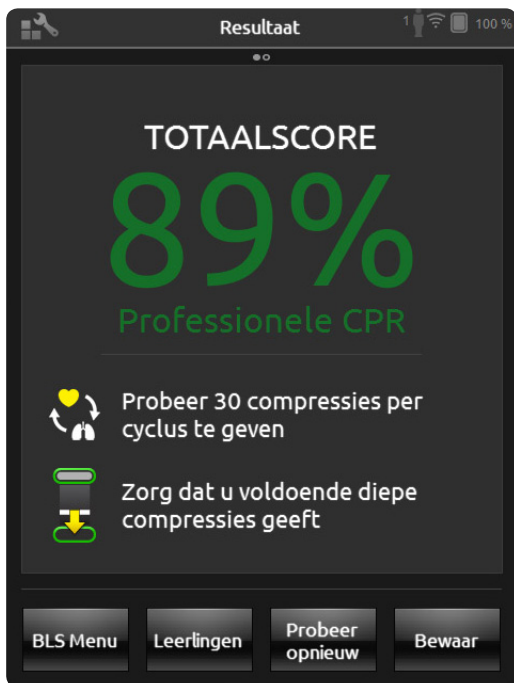 Resultaat
1
100 %
TOTAALSCORE
89%
Professionele CPR
Probeer 30 compressies per
cyclus te geven
Zorg dat u voldoende diepe
compressies geeft
BLS Menu
Leerlingen
Probeer
opnieuw
Bewaar